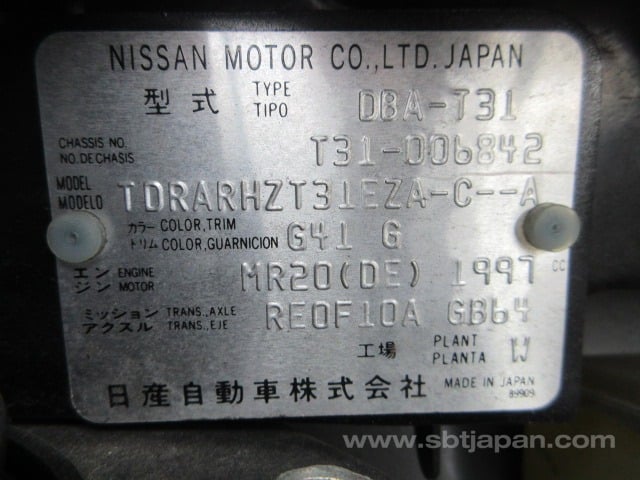 NISSAN MOTOR CO.,LTD. JAPAN
型式 TYPE TIPO DBA-T31
CHASSIS NO. NO. DE CHASIS T31-006842
MODEL MODELO TDRARHZT31EZA-C--A
カラー COLOR,TRIM トリム COLOR,GUARNICION G41 G
エンジン ENGINE MOTOR MR20(DE) 1997 CC
ミッション TRANS.,AXLE アクスル TRANS.,EJE RE0F10A GB64
工場 PLANT PLANTA W
日産自動車株式会社 MADE IN JAPAN
89909
www.sbtjapan.com